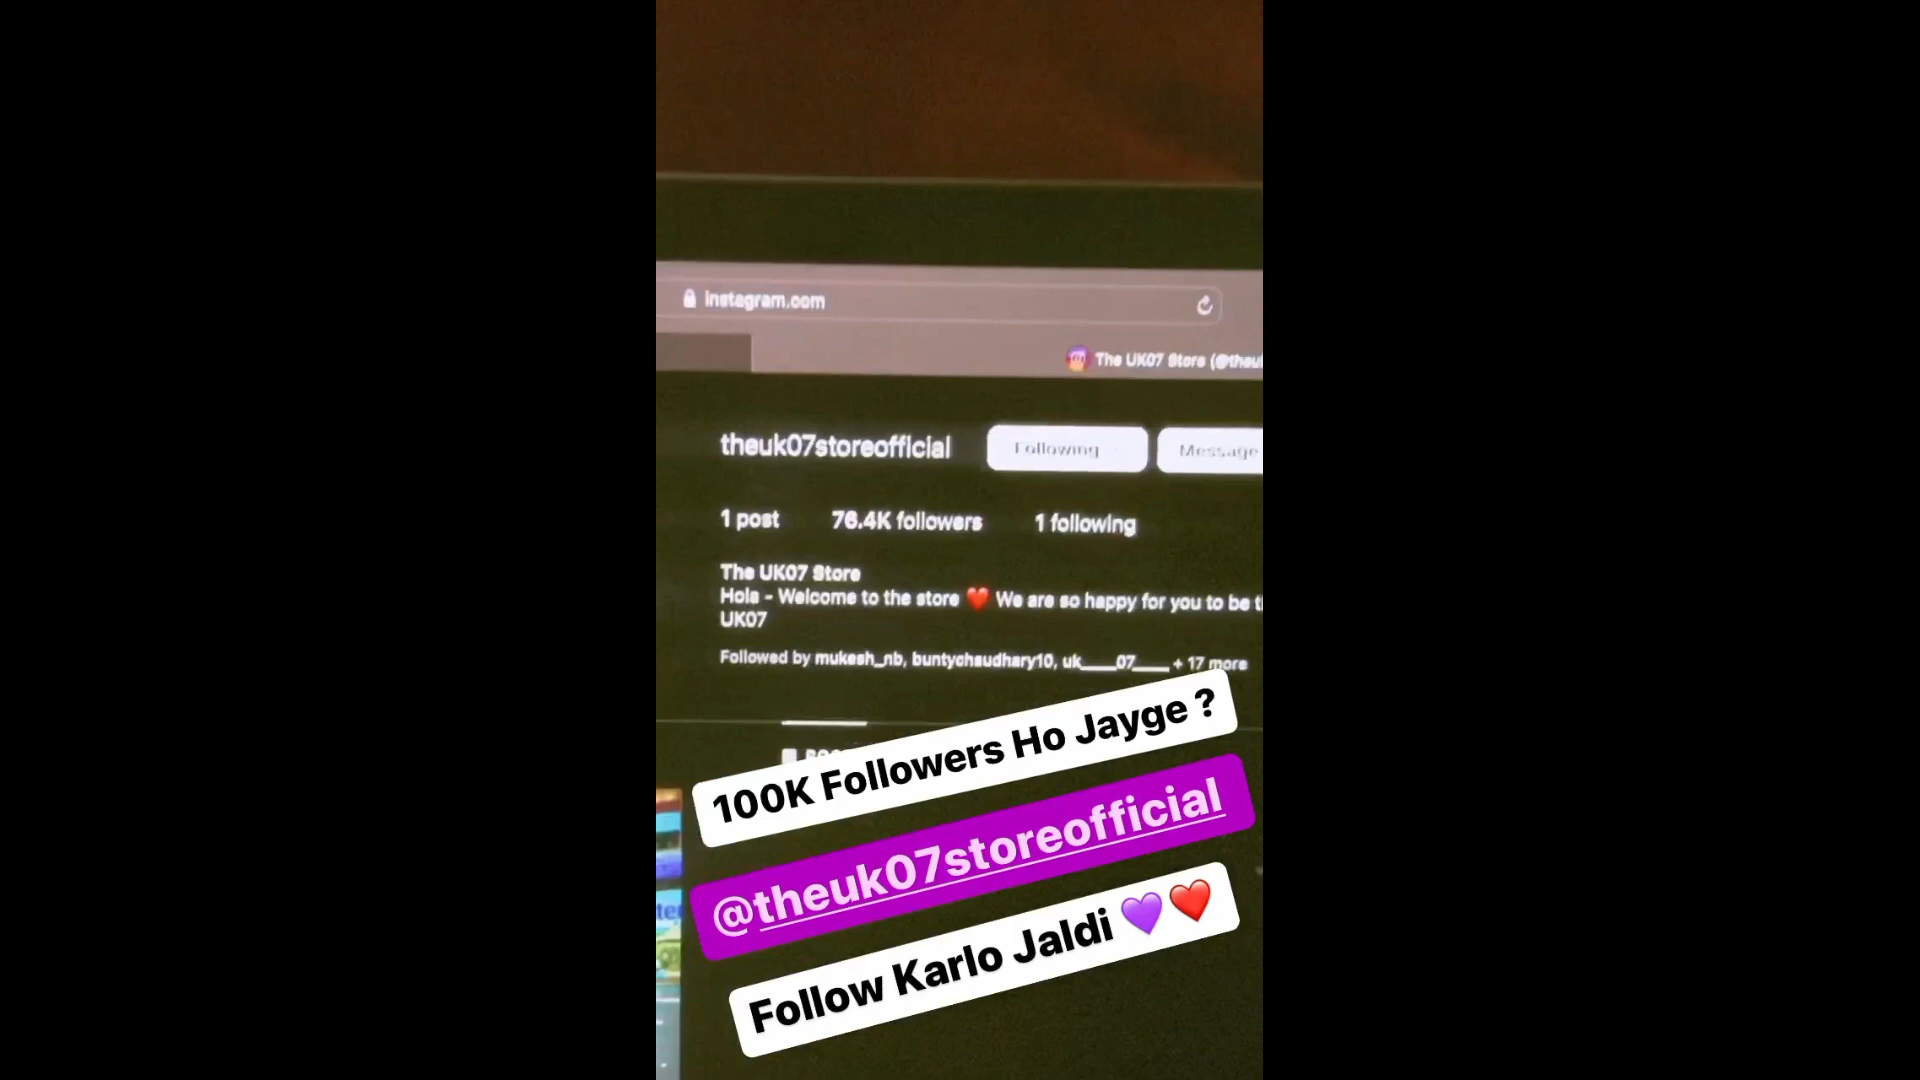 instagram.com
The UK07 Store (@theu
theuk07storeofficial Following Message
1 post 76.4K followers 1 following
The UK07 Store
Hola - Welcome to the store ❤️ We are so happy for you to be t
UK07
Followed by mukesh_nb, buntychaudhary10, uk____07____ + 17 more
100K Followers Ho Jayge ?
@theuk07storeofficial
Follow Karlo Jaldi 💜❤️